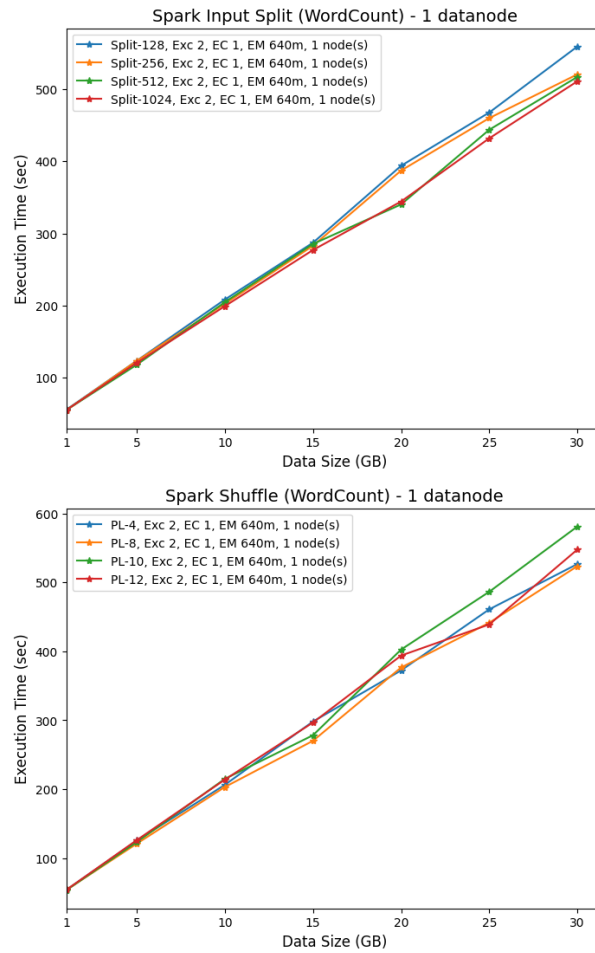 Spark Input Split (WordCount) - 1 datanode
Split-128, Exc 2, EC 1, EM 640m, 1 node(s)
Split-256, Exc 2, EC 1, EM 640m, 1 node(s)
Split-512, Exc 2, EC 1, EM 640m, 1 node(s)
Split-1024, Exc 2, EC 1, EM 640m, 1 node(s)
Execution Time (sec)
500
400
300
200
100
1 5 10 15 20 25 30
Data Size (GB)
Spark Shuffle (WordCount) - 1 datanode
PL-4, Exc 2, EC 1, EM 640m, 1 node(s)
PL-8, Exc 2, EC 1, EM 640m, 1 node(s)
PL-10, Exc 2, EC 1, EM 640m, 1 node(s)
PL-12, Exc 2, EC 1, EM 640m, 1 node(s)
Execution Time (sec)
600
500
400
300
200
100
1 5 10 15 20 25 30
Data Size (GB)